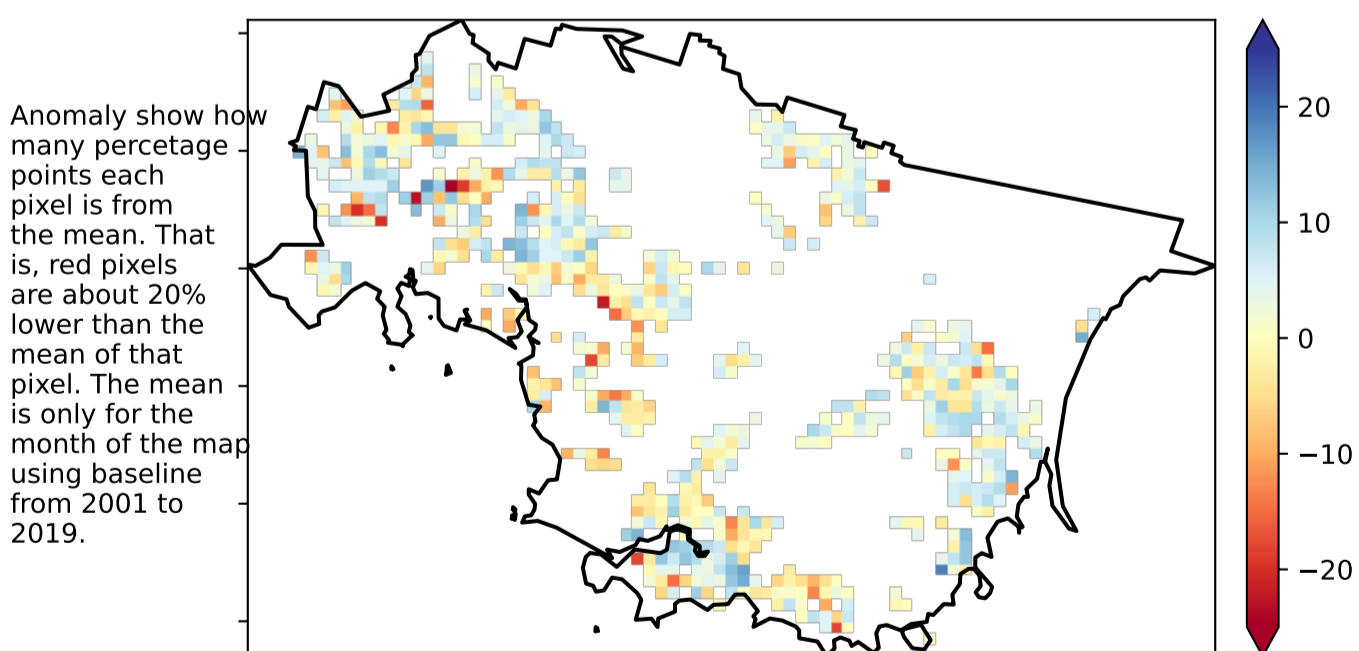 Anomaly show how
many percetage
points each
pixel is from
the mean. That
is, red pixels
are about 20%
lower than the
mean of that
pixel. The mean
is only for the
month of the map
using baseline
from 2001 to
2019.
20
10
0
−10
−20